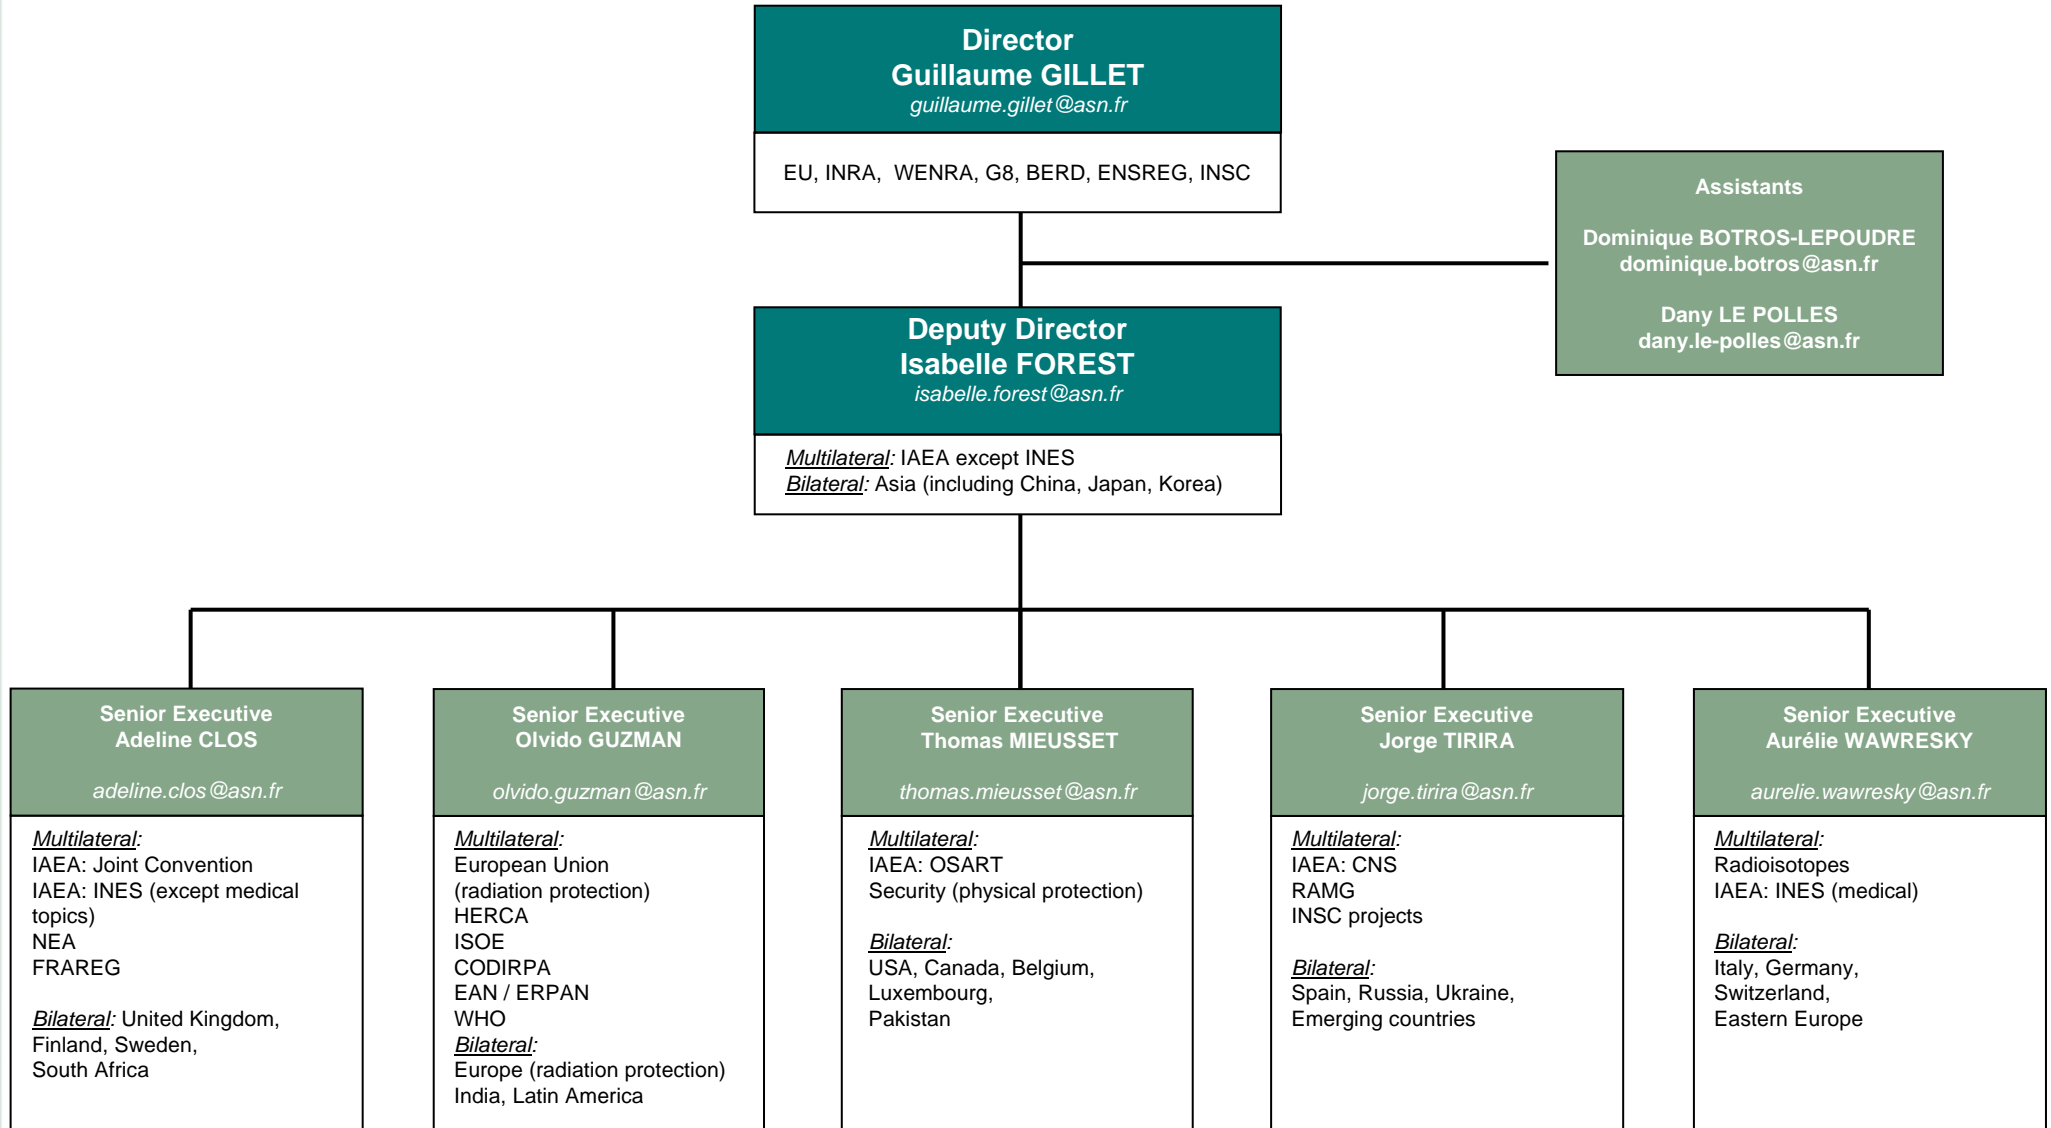 Director
Guillaume GILLET
guillaume.gillet@asn.fr
EU, INRA, WENRA, G8, BERD, ENSREG, INSC
Assistants
Dominique BOTROS-LEPOUDRE
dominique.botros@asn.fr
Dany LE POLLES
dany.le-polles@asn.fr
Deputy Director
Isabelle FOREST
isabelle.forest@asn.fr
Multilateral: IAEA except INES
Bilateral: Asia (including China, Japan, Korea)
Senior Executive
Adeline CLOS
adeline.clos@asn.fr
Multilateral:
IAEA: Joint Convention
IAEA: INES (except medical
topics)
NEA
FRAREG
Bilateral: United Kingdom,
Finland, Sweden,
South Africa
Senior Executive
Olvido GUZMAN
olvido.guzman@asn.fr
Multilateral:
European Union
(radiation protection)
HERCA
ISOE
CODIRPA
EAN / ERPAN
WHO
Bilateral:
Europe (radiation protection)
India, Latin America
Senior Executive
Thomas MIEUSSET
thomas.mieusset@asn.fr
Multilateral:
IAEA: OSART
Security (physical protection)
Bilateral:
USA, Canada, Belgium,
Luxembourg,
Pakistan
Senior Executive
Jorge TIRIRA
jorge.tirira@asn.fr
Multilateral:
IAEA: CNS
RAMG
INSC projects
Bilateral:
Spain, Russia, Ukraine,
Emerging countries
Senior Executive
Aurélie WAWRESKY
aurelie.wawresky@asn.fr
Multilateral:
Radioisotopes
IAEA: INES (medical)
Bilateral:
Italy, Germany,
Switzerland,
Eastern Europe